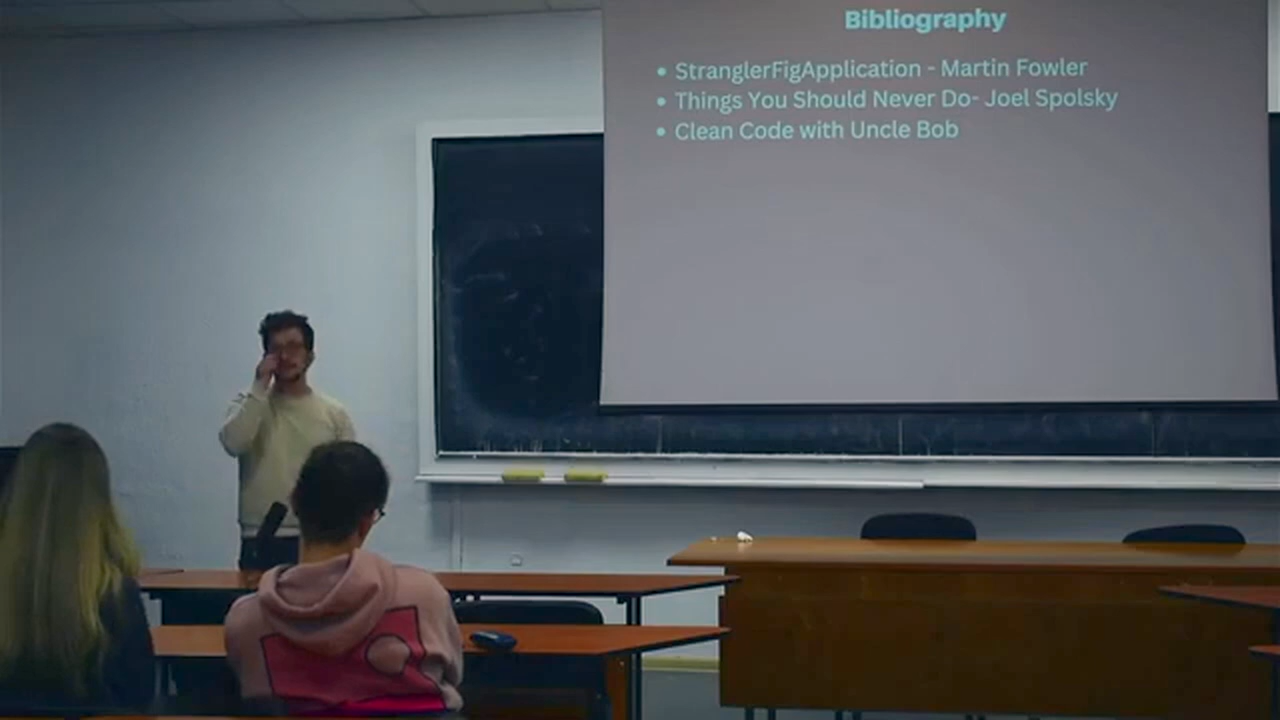 Bibliography
• StranglerFigApplication - Martin Fowler
• Things You Should Never Do- Joel Spolsky
• Clean Code with Uncle Bob